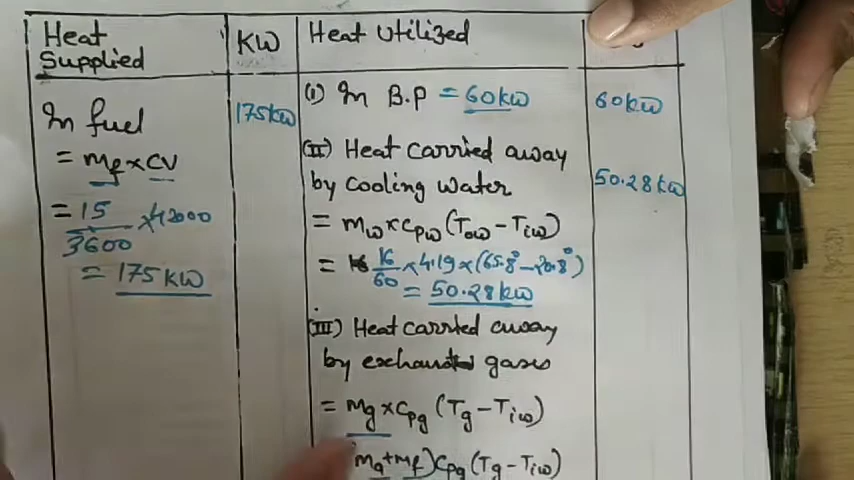 Heat Supplied
KW
Heat Utilized
In fuel
= mf × CV
= 15/3600 × 42000
= 175 KW
175KW
(I) In B.P = 60kW
60KW
(II) Heat carried away
by cooling water
50.28KW
= mw × Cpw (Tow - Tiw)
= 16/60 × 4.19 × (65.8° - 20.8°)
= 50.28kW
(III) Heat carried away
by exhaust gases
= mg × Cpg (Tg - Tiw)
(ma + mf) Cpg (Tg - Tiw)